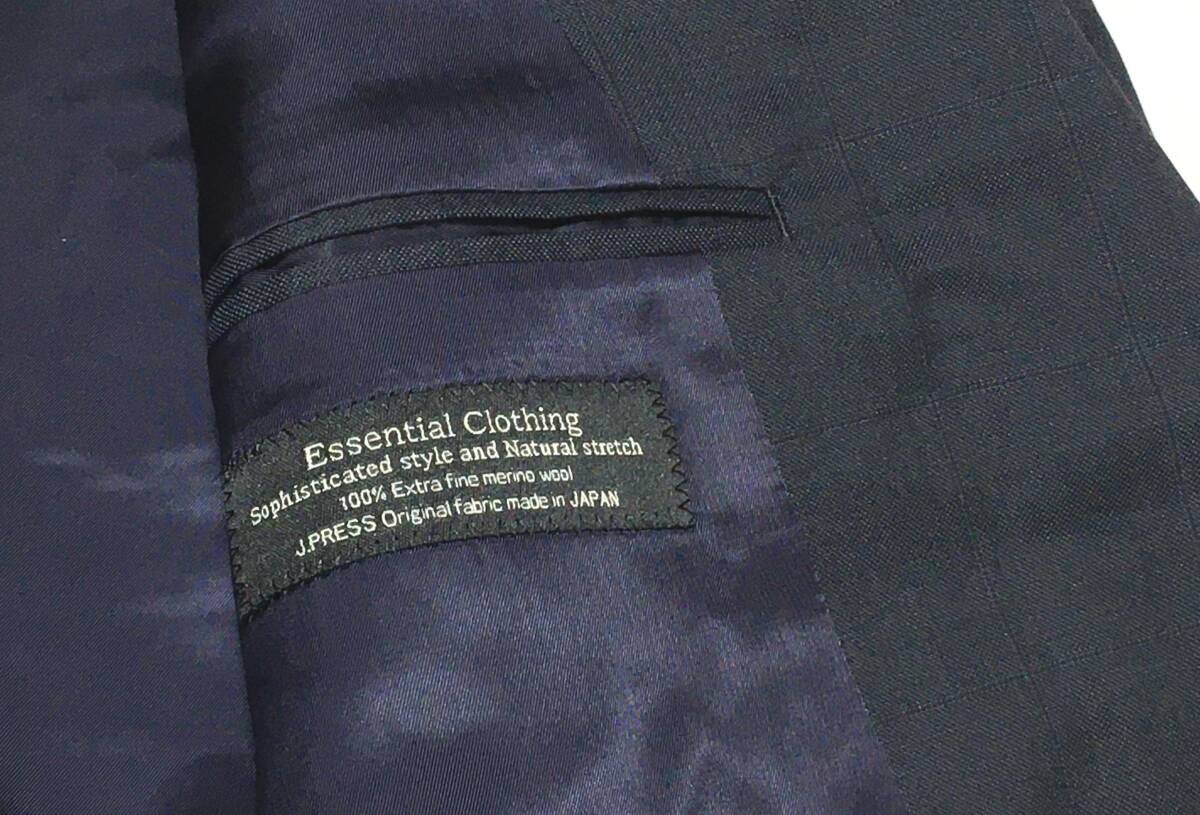 Essential Clothing
Sophisticated style and Natural stretch
100% Extra fine merino wool
J.PRESS Original fabric made in JAPAN